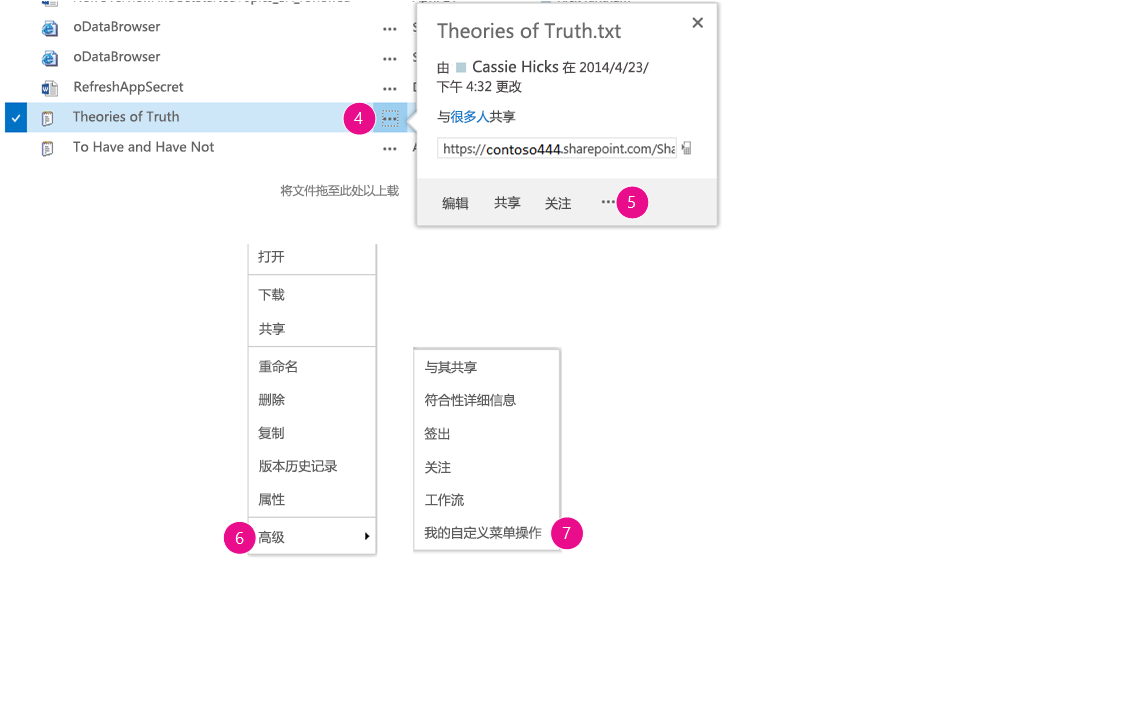 oDataBrowser ...
oDataBrowser ...
RefreshAppSecret ...
Theories of Truth 4 ...
To Have and Have Not ...
将文件拖至此处以上载
Theories of Truth.txt
由 Cassie Hicks 在 2014/4/23/
下午 4:32 更改
与很多人共享
https://contoso444.sharepoint.com/Sha
编辑 共享 关注 ... 5
打开
下载
共享
重命名
删除
复制
版本历史记录
属性
6 高级
与其共享
符合性详细信息
签出
关注
工作流
我的自定义菜单操作 7